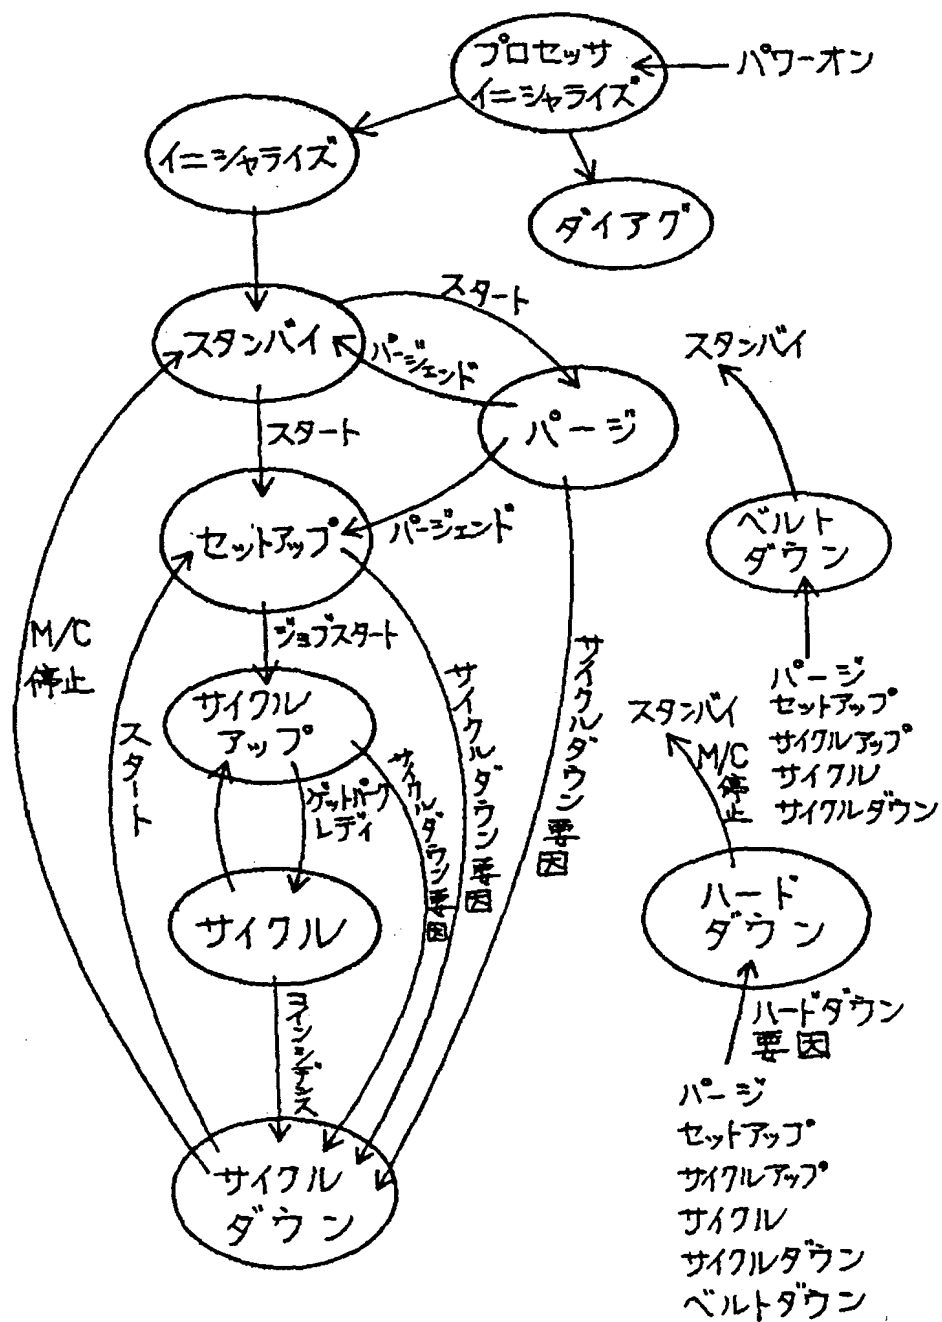 プロセッサ
イニシャライズ
パワーオン
イニシャライズ
ダイアグ
スタート
スタンバイ
パージエンド
スタンバイ
スタート
パージ
パージエンド
セットアップ
ベルト
ダウン
M/C
停止
ジョブスタート
サイクル
アップ
スタート
ゲットパーク
レディ
サイクルダウン要因
サイクルダウン要因
サイクルダウン要因
サイクル
コインシデンス
サイクル
ダウン
パージ
セットアップ
サイクルアップ
サイクル
サイクルダウン
スタンバイ
M/C
停止
ハード
ダウン
ハードダウン
要因
パージ
セットアップ
サイクルアップ
サイクル
サイクルダウン
ベルトダウン